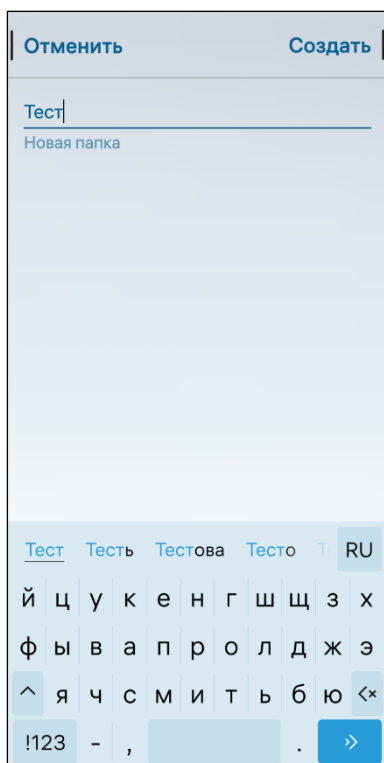 Отменить Создать
Тест
Новая папка
Тест Тесть Тестова Тесто RU
й ц у к е н г ш щ з х
ф ы в а п р о л д ж э
я ч с м и т ь б ю
!123 - , .